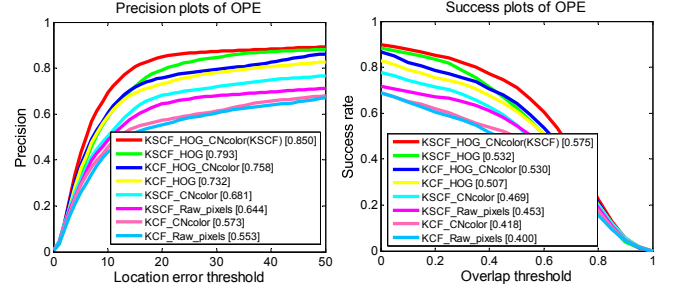 Precision plots of OPE
Precision
1
0.8
0.6
0.4
0.2
0
KSCF_HOG_CNcolor(KSCF) [0.850]
KSCF_HOG [0.793]
KCF_HOG_CNcolor [0.758]
KCF_HOG [0.732]
KSCF_CNcolor [0.681]
KSCF_Raw_pixels [0.644]
KCF_CNcolor [0.573]
KCF_Raw_pixels [0.553]
0 10 20 30 40 50
Location error threshold
Success plots of OPE
Success rate
1
0.8
0.6
0.4
0.2
0
KSCF_HOG_CNcolor(KSCF) [0.575]
KSCF_HOG [0.532]
KCF_HOG_CNcolor [0.530]
KCF_HOG [0.507]
KSCF_CNcolor [0.469]
KSCF_Raw_pixels [0.453]
KCF_CNcolor [0.418]
KCF_Raw_pixels [0.400]
0 0.2 0.4 0.6 0.8 1
Overlap threshold